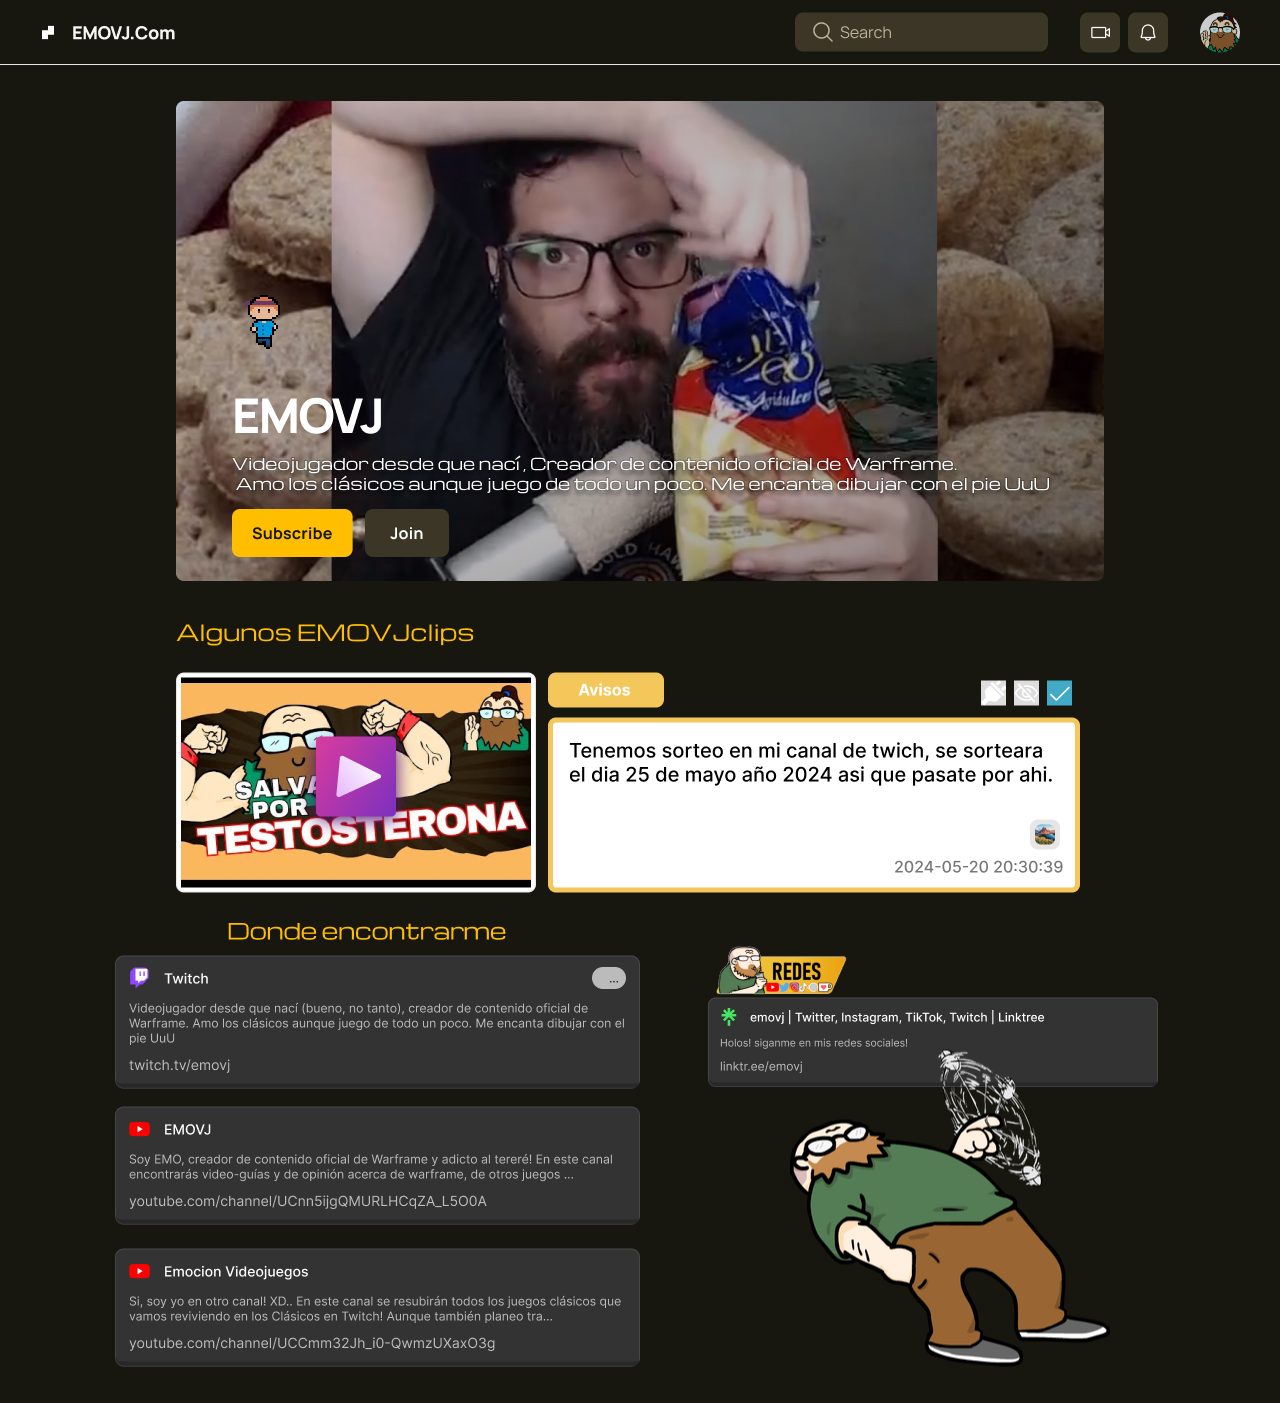 EMOVJ.Com
Search
Agridulces
COLD HAW
EMOVJ
Videojugador desde que nací , Creador de contenido oficial de Warframe.
Amo los clásicos aunque juego de todo un poco. Me encanta dibujar con el pie UuU
Subscribe
Join
Algunos EMOVJclips
SALVA
POR
TESTOSTERONA
Avisos
Tenemos sorteo en mi canal de twich, se sorteara
el dia 25 de mayo año 2024 asi que pasate por ahi.
2024-05-20 20:30:39
Donde encontrarme
Twitch
...
Videojugador desde que nací (bueno, no tanto), creador de contenido oficial de
Warframe. Amo los clásicos aunque juego de todo un poco. Me encanta dibujar con el
pie UuU
twitch.tv/emovj
EMOVJ
Soy EMO, creador de contenido oficial de Warframe y adicto al tereré! En este canal
encontrarás video-guías y de opinión acerca de warframe, de otros juegos ...
youtube.com/channel/UCnn5ijgQMURLHCqZA_L5O0A
Emocion Videojuegos
Si, soy yo en otro canal! XD.. En este canal se resubirán todos los juegos clásicos que
vamos reviviendo en los Clásicos en Twitch! Aunque también planeo tra...
youtube.com/channel/UCCmm32Jh_i0-QwmzUXaxO3g
REDES
emovj | Twitter, Instagram, TikTok, Twitch | Linktree
Holos! siganme en mis redes sociales!
linktr.ee/emovj